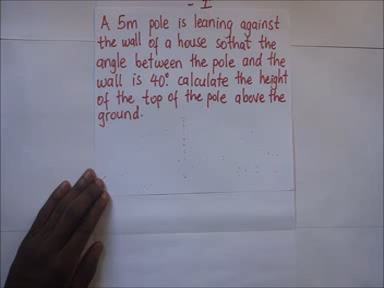 - 1
A 5m pole is leaning against
the wall of a house sothat the
angle between the pole and the
wall is 40° calculate the height
of the top of the pole above the
ground.